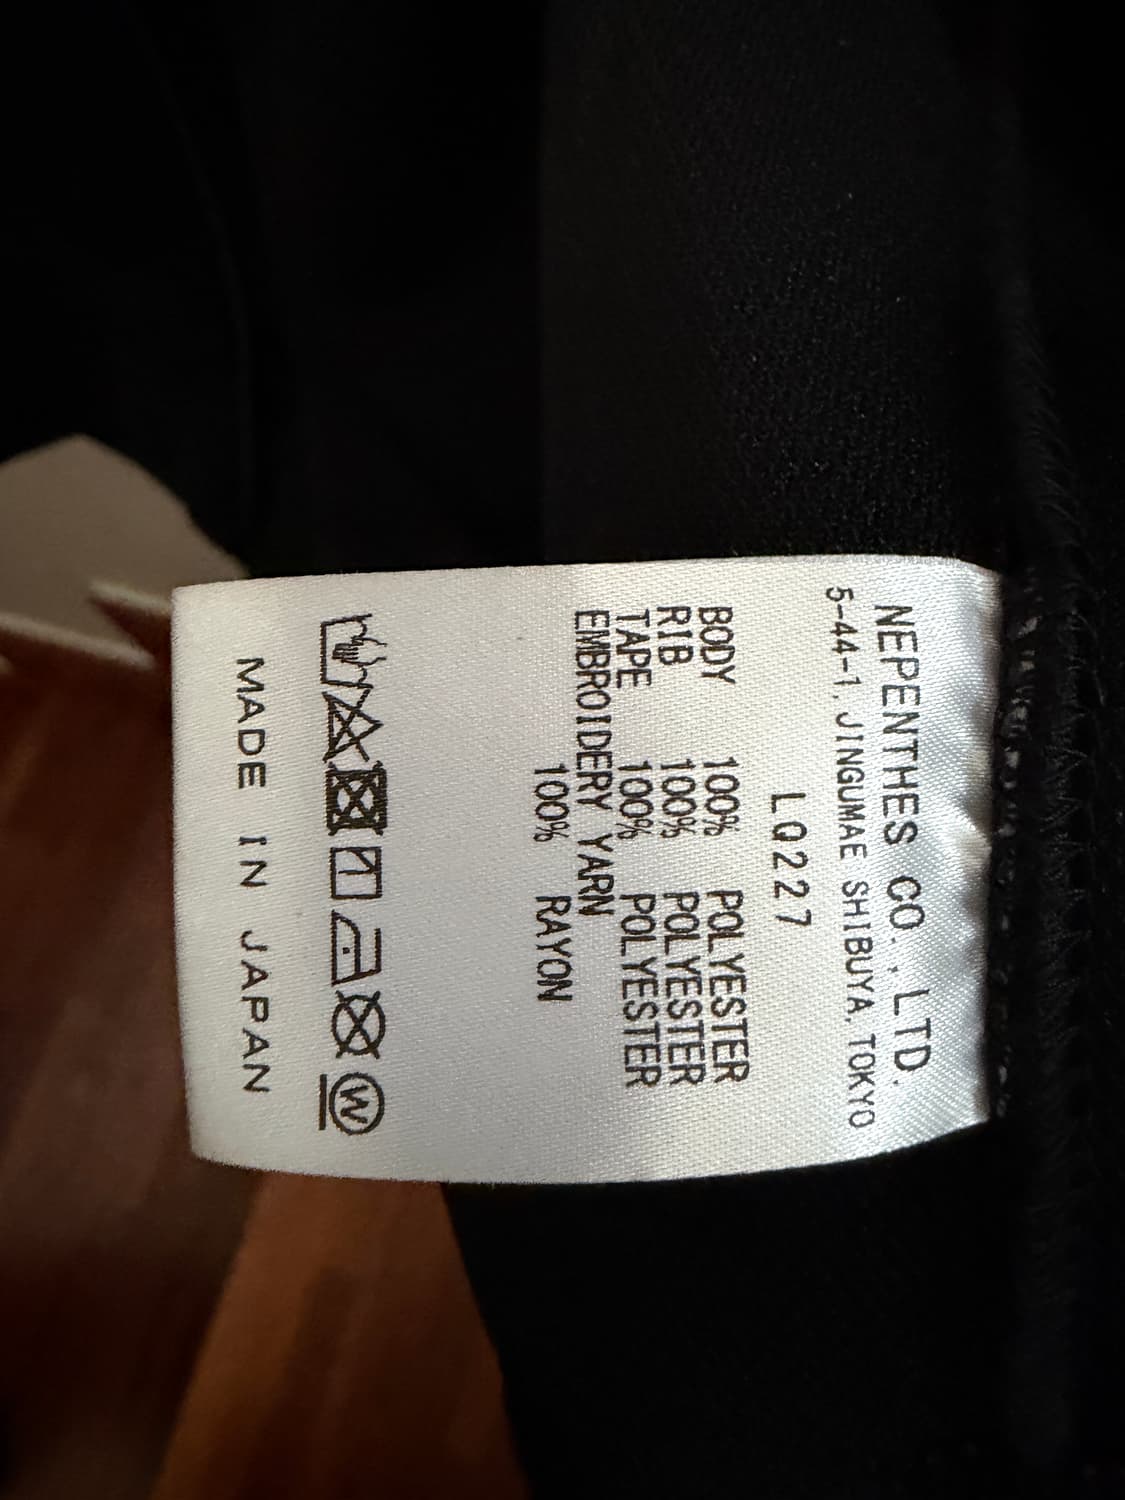 NEPENTHES CO., LTD.
5-44-1, JINGUMAE SHIBUYA, TOKYO
LQ227
BODY 100% POLYESTER
RIB 100% POLYESTER
TAPE 100% POLYESTER
EMBROIDERY YARN
100% RAYON
W
MADE IN JAPAN